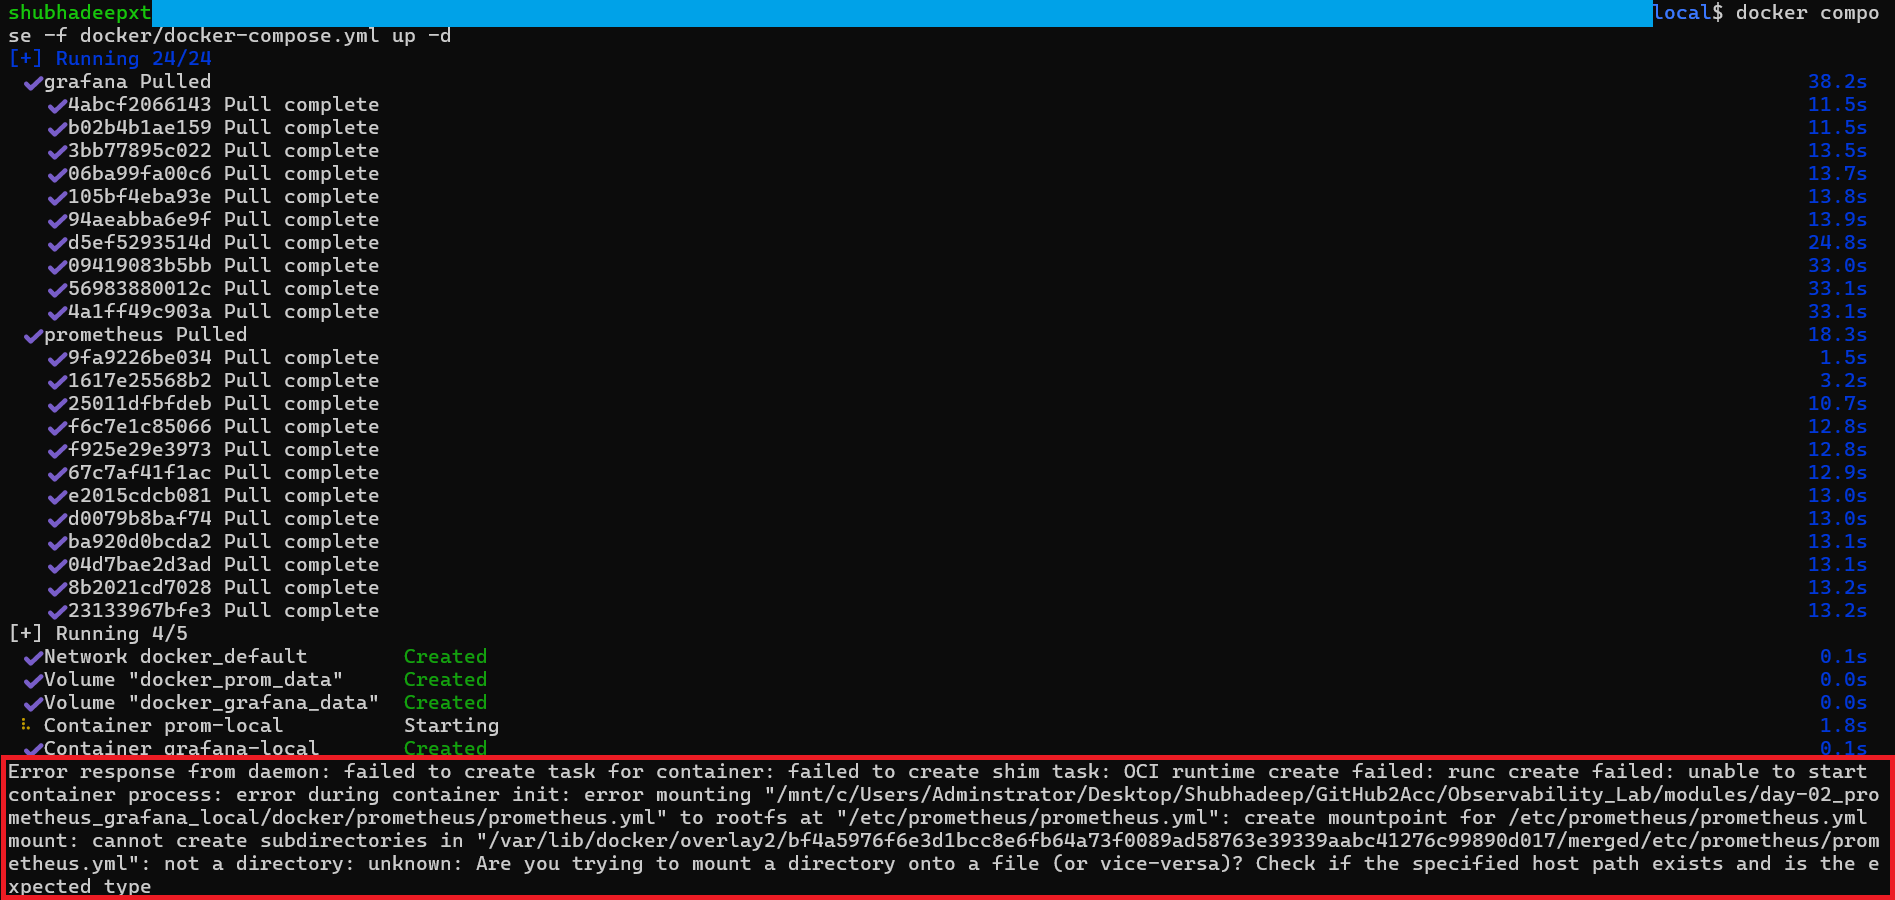 shubhadeepxt local$ docker compo
se -f docker/docker-compose.yml up -d
[+] Running 24/24
✔grafana Pulled 38.2s
✔4abcf2066143 Pull complete 11.5s
✔b02b4b1ae159 Pull complete 11.5s
✔3bb77895c022 Pull complete 13.5s
✔06ba99fa00c6 Pull complete 13.7s
✔105bf4eba93e Pull complete 13.8s
✔94aeabba6e9f Pull complete 13.9s
✔d5ef5293514d Pull complete 24.8s
✔09419083b5bb Pull complete 33.0s
✔56983880012c Pull complete 33.1s
✔4a1ff49c903a Pull complete 33.1s
✔prometheus Pulled 18.3s
✔9fa9226be034 Pull complete 1.5s
✔1617e25568b2 Pull complete 3.2s
✔25011dfbfdeb Pull complete 10.7s
✔f6c7e1c85066 Pull complete 12.8s
✔f925e29e3973 Pull complete 12.8s
✔67c7af41f1ac Pull complete 12.9s
✔e2015cdcb081 Pull complete 13.0s
✔d0079b8baf74 Pull complete 13.0s
✔ba920d0bcda2 Pull complete 13.1s
✔04d7bae2d3ad Pull complete 13.1s
✔8b2021cd7028 Pull complete 13.2s
✔23133967bfe3 Pull complete 13.2s
[+] Running 4/5
✔Network docker_default Created 0.1s
✔Volume "docker_prom_data" Created 0.0s
✔Volume "docker_grafana_data" Created 0.0s
Container prom-local Starting 1.8s
✔Container grafana-local Created 0.1s
Error response from daemon: failed to create task for container: failed to create shim task: OCI runtime create failed: runc create failed: unable to start
container process: error during container init: error mounting "/mnt/c/Users/Adminstrator/Desktop/Shubhadeep/GitHub2Acc/Observability_Lab/modules/day-02_pro
metheus_grafana_local/docker/prometheus/prometheus.yml" to rootfs at "/etc/prometheus/prometheus.yml": create mountpoint for /etc/prometheus/prometheus.yml
mount: cannot create subdirectories in "/var/lib/docker/overlay2/bf4a5976f6e3d1bcc8e6fb64a73f0089ad58763e39339aabc41276c99890d017/merged/etc/prometheus/prom
etheus.yml": not a directory: unknown: Are you trying to mount a directory onto a file (or vice-versa)? Check if the specified host path exists and is the e
xpected type